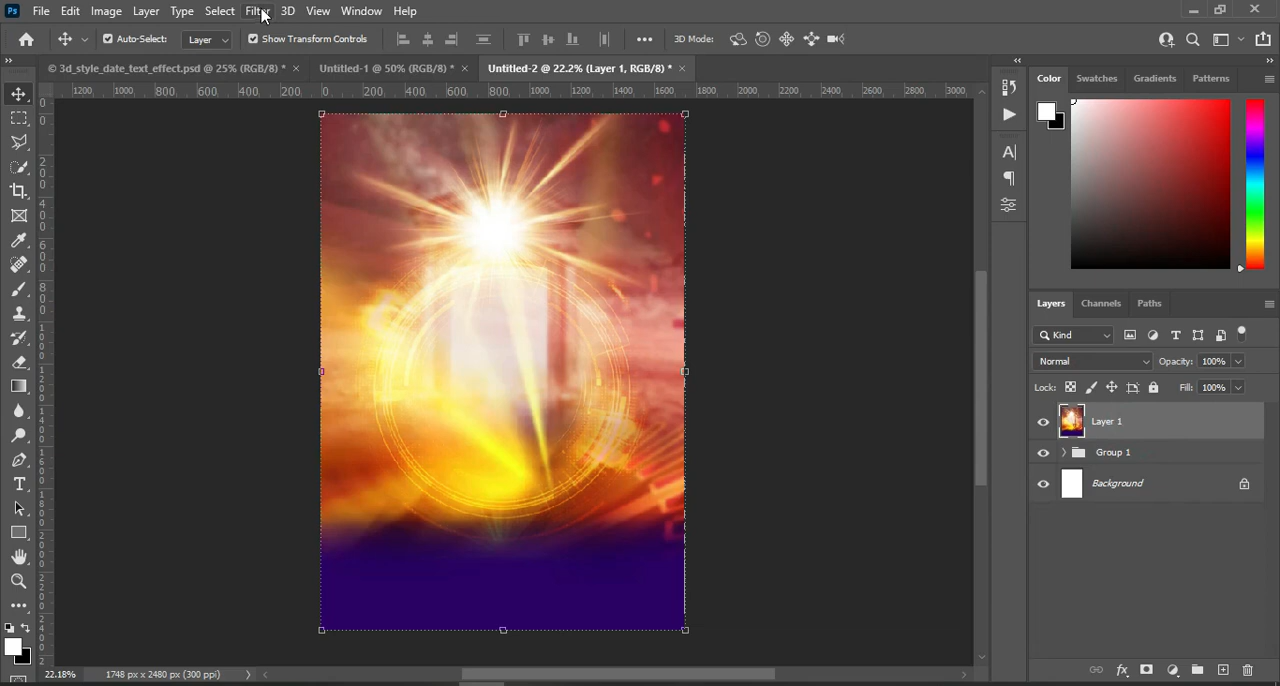 Ps File Edit Image Layer Type Select Filter 3D View Window Help
Auto-Select: Layer Show Transform Controls 3D Mode:
© 3d_style_date_text_effect.psd @ 25% (RGB/8) * × Untitled-1 @ 50% (RGB/8) * × Untitled-2 @ 22.2% (Layer 1, RGB/8) * ×
1200 1000 800 600 400 200 0 200 400 600 800 1000 1200 1400 1600 1800 2000 2200 2400 2600 2800 3000
Color Swatches Gradients Patterns
Layers Channels Paths
Kind
Normal Opacity: 100%
Lock: Fill: 100%
Layer 1
Group 1
Background
22.18% 1748 px x 2480 px (300 ppi)